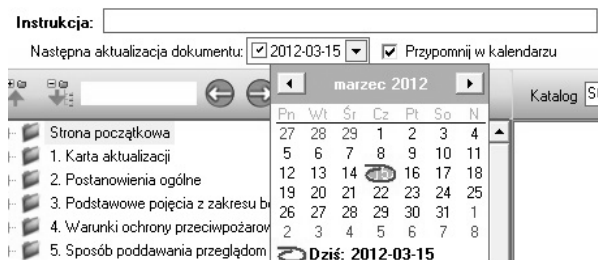 Instrukcja:
Następna aktualizacja dokumentu: 2012-03-15 Przypomnij w kalendarzu
marzec 2012
Katalog
Pn Wt Śr Cz Pt So N
27 28 29 1 2 3 4
5 6 7 8 9 10 11
12 13 14 15 16 17 18
19 20 21 22 23 24 25
26 27 28 29 30 31 1
2 3 4 5 6 7 8
Dziś: 2012-03-15
Strona początkowa
1. Karta aktualizacji
2. Postanowienia ogólne
3. Podstawowe pojęcia z zakresu b
4. Warunki ochrony przeciwpożarow
5. Sposób poddawania przeglądom